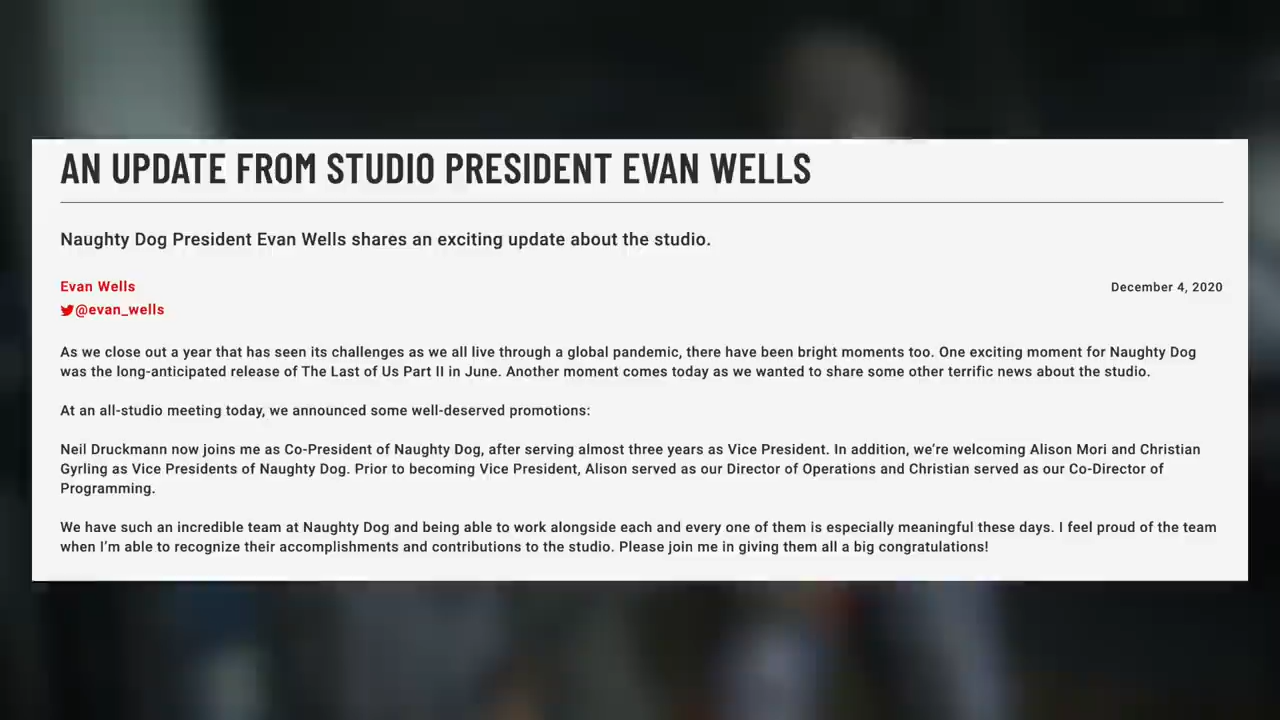 AN UPDATE FROM STUDIO PRESIDENT EVAN WELLS
Naughty Dog President Evan Wells shares an exciting update about the studio.
Evan Wells
December 4, 2020
@evan_wells
As we close out a year that has seen its challenges as we all live through a global pandemic, there have been bright moments too. One exciting moment for Naughty Dog
was the long-anticipated release of The Last of Us Part II in June. Another moment comes today as we wanted to share some other terrific news about the studio.
At an all-studio meeting today, we announced some well-deserved promotions:
Neil Druckmann now joins me as Co-President of Naughty Dog, after serving almost three years as Vice President. In addition, we’re welcoming Alison Mori and Christian
Gyrling as Vice Presidents of Naughty Dog. Prior to becoming Vice President, Alison served as our Director of Operations and Christian served as our Co-Director of
Programming.
We have such an incredible team at Naughty Dog and being able to work alongside each and every one of them is especially meaningful these days. I feel proud of the team
when I’m able to recognize their accomplishments and contributions to the studio. Please join me in giving them all a big congratulations!